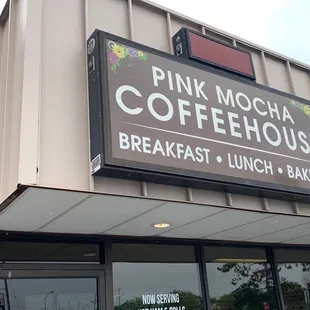 PINK MOCHA
COFFEEHOUS
BREAKFAST • LUNCH • BAK
NOW SERVING